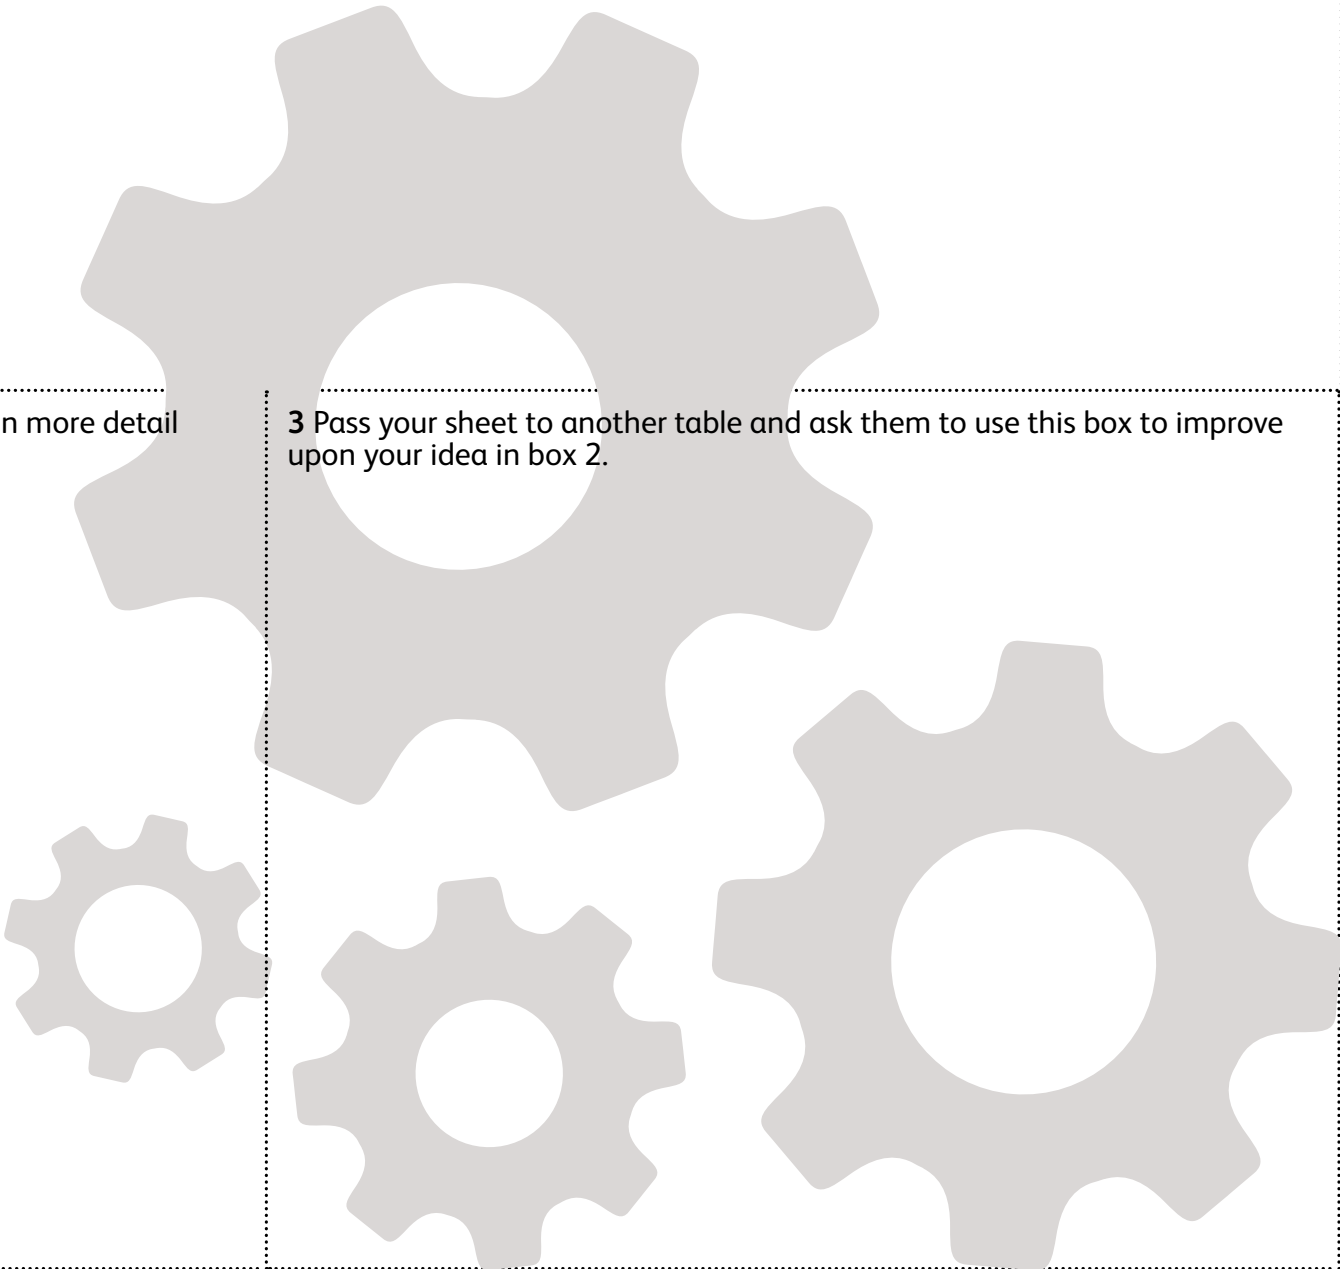 n more detail
3 Pass your sheet to another table and ask them to use this box to improve
upon your idea in box 2.